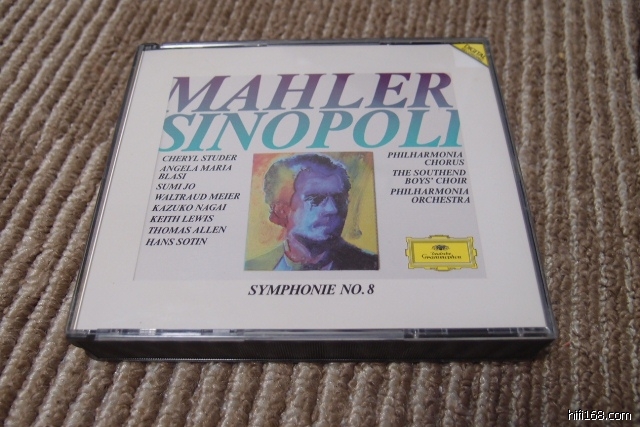 DIGITAL
MAHLER
SINOPOLI
CHERYL STUDER
ANGELA MARIA
BLASI
SUMI JO
WALTRAUD MEIER
KAZUKO NAGAI
KEITH LEWIS
THOMAS ALLEN
HANS SOTIN
PHILHARMONIA
CHORUS
THE SOUTHEND
BOYS' CHOIR
PHILHARMONIA
ORCHESTRA
Deutsche
Grammophon
SYMPHONIE NO. 8
hifi168.com